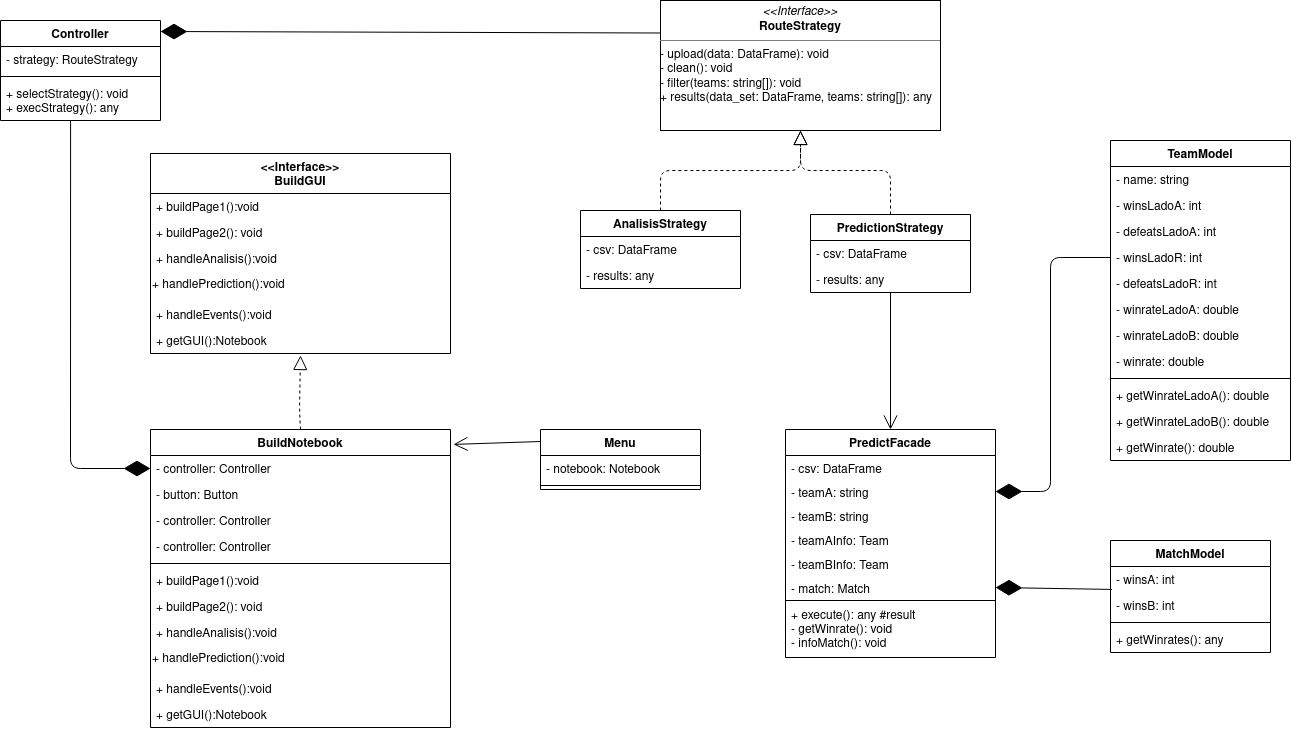 Controller
- strategy: RouteStrategy
+ selectStrategy(): void
+ execStrategy(): any
<<Interface>>
RouteStrategy
- upload(data: DataFrame): void
- clean(): void
- filter(teams: string[]): void
+ results(data_set: DataFrame, teams: string[]): any
<<Interface>>
BuildGUI
+ buildPage1():void
+ buildPage2(): void
+ handleAnalisis():void
+ handlePrediction():void
+ handleEvents():void
+ getGUI():Notebook
AnalisisStrategy
- csv: DataFrame
- results: any
PredictionStrategy
- csv: DataFrame
- results: any
TeamModel
- name: string
- winsLadoA: int
- defeatsLadoA: int
- winsLadoR: int
- defeatsLadoR: int
- winrateLadoA: double
- winrateLadoB: double
- winrate: double
+ getWinrateLadoA(): double
+ getWinrateLadoB(): double
+ getWinrate(): double
BuildNotebook
- controller: Controller
- button: Button
- controller: Controller
- controller: Controller
+ buildPage1():void
+ buildPage2(): void
+ handleAnalisis():void
+ handlePrediction():void
+ handleEvents():void
+ getGUI():Notebook
Menu
- notebook: Notebook
PredictFacade
- csv: DataFrame
- teamA: string
- teamB: string
- teamAInfo: Team
- teamBInfo: Team
- match: Match
+ execute(): any #result
- getWinrate(): void
- infoMatch(): void
MatchModel
- winsA: int
- winsB: int
+ getWinrates(): any